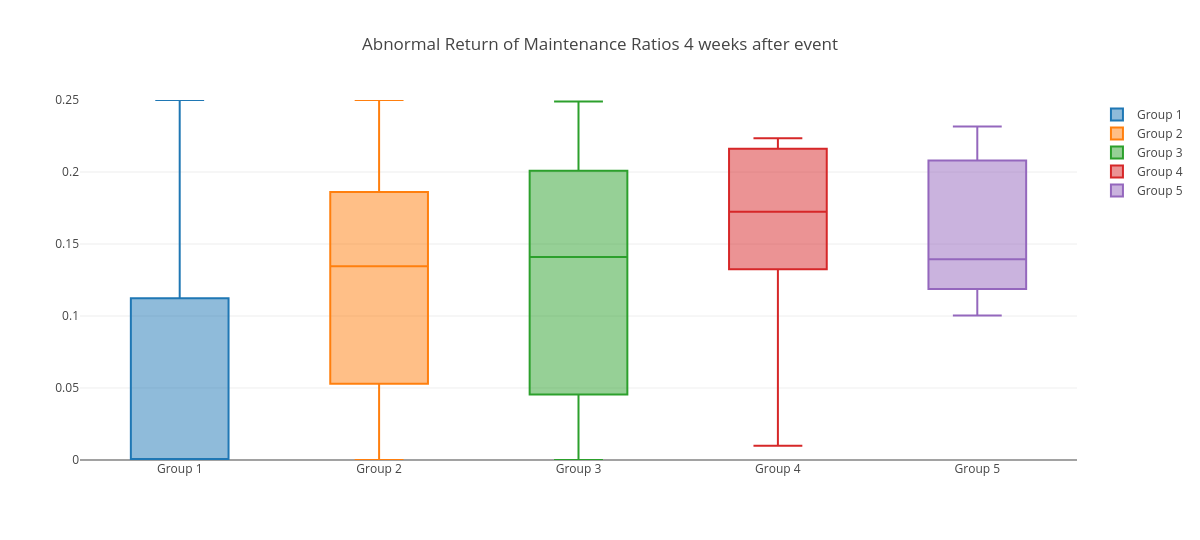 Abnormal Return of Maintenance Ratios 4 weeks after event
0.25
0.2
0.15
0.1
0.05
0
Group 1
Group 2
Group 3
Group 4
Group 5
Group 1
Group 2
Group 3
Group 4
Group 5